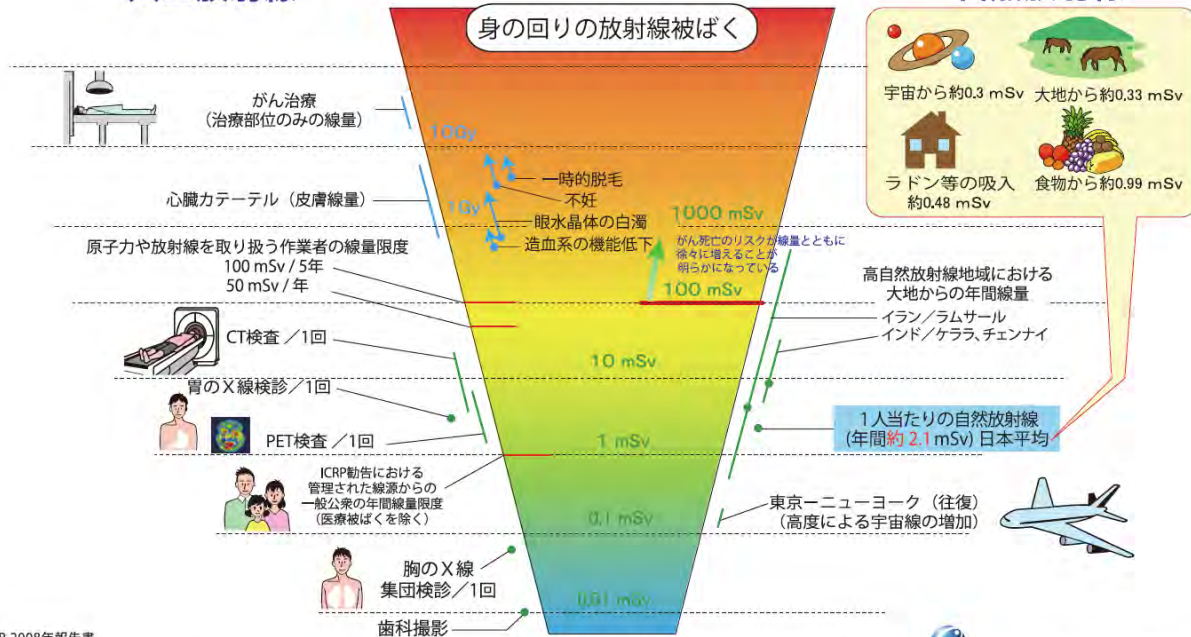 身の回りの放射線被ばく
がん治療
(治療部位のみの線量)
10Gy
心臓カテーテル(皮膚線量)
1Gy
一時的脱毛
不妊
眼水晶体の白濁
造血系の機能低下
1000 mSv
がん死亡のリスクが線量とともに
徐々に増えることが
明らかになっている
100 mSv
原子力や放射線を取り扱う作業者の線量限度
100 mSv / 5年
50 mSv / 年
CT検査 /1回
10 mSv
胃のX線検診/1回
PET検査 /1回
1 mSv
ICRP勧告における
管理された線源からの
一般公衆の年間線量限度
(医療被ばくを除く)
0.1 mSv
胸のX線
集団検診/1回
0.01 mSv
歯科撮影
宇宙から約0.3 mSv
大地から約0.33 mSv
ラドン等の吸入
約0.48 mSv
食物から約0.99 mSv
高自然放射線地域における
大地からの年間線量
イラン/ラムサール
インド/ケララ、チェンナイ
1人当たりの自然放射線
(年間約 2.1 mSv) 日本平均
東京ーニューヨーク(往復)
(高度による宇宙線の増加)
2008年報告書